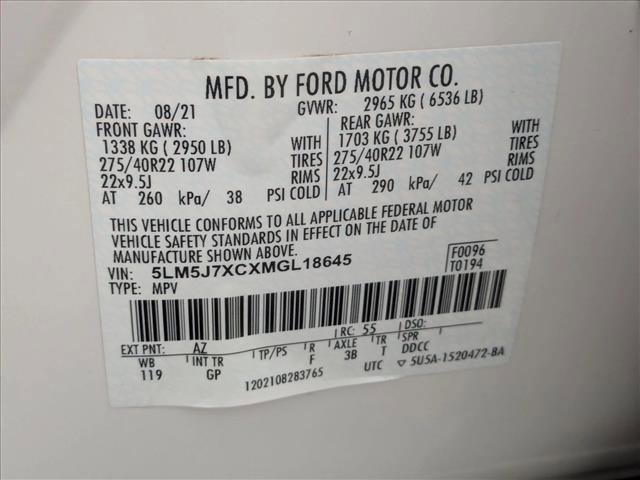 MFD. BY FORD MOTOR CO.
DATE: 08/21 GVWR: 2965 KG ( 6536 LB)
FRONT GAWR: REAR GAWR:
1338 KG ( 2950 LB) WITH 1703 KG ( 3755 LB) WITH
275/40R22 107W TIRES 275/40R22 107W TIRES
22x9.5J RIMS 22x9.5J RIMS
AT 260 kPa/ 38 PSI COLD AT 290 kPa/ 42 PSI COLD
THIS VEHICLE CONFORMS TO ALL APPLICABLE FEDERAL MOTOR
VEHICLE SAFETY STANDARDS IN EFFECT ON THE DATE OF
MANUFACTURE SHOWN ABOVE.
VIN: 5LM5J7XCXMGL18645 F0096
TYPE: MPV T0194
RC: 55 DSO:
EXT PNT: AZ
WB INT TR TP/PS R AXLE TR SPR
119 GP F 3B T DDCC
1202108283765 UTC ▽ 5U5A-1520472-BA